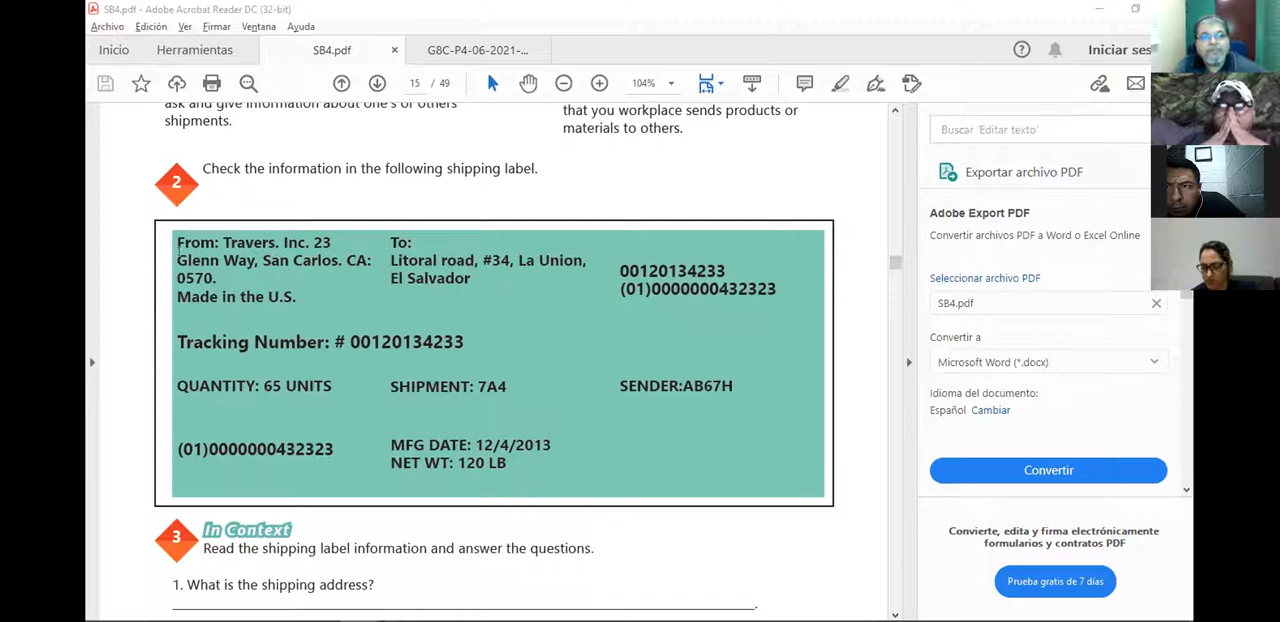 SB4.pdf - Adobe Acrobat Reader DC (32-bit)
Archivo Edición Ver Firmar Ventana Ayuda
Inicio Herramientas SB4.pdf × G8C-P4-06-2021-... Iniciar ses
15 / 49 104%
ask and give information about one's or others
shipments.
that you workplace sends products or
materials to others.
2 Check the information in the following shipping label.
From: Travers. Inc. 23
Glenn Way, San Carlos. CA:
0570.
Made in the U.S.
To:
Litoral road, #34, La Union,
El Salvador
00120134233
(01)0000000432323
Tracking Number: # 00120134233
QUANTITY: 65 UNITS SHIPMENT: 7A4 SENDER:AB67H
(01)0000000432323
MFG DATE: 12/4/2013
NET WT: 120 LB
3 In Context
Read the shipping label information and answer the questions.
1. What is the shipping address?
Buscar 'Editar texto'
Exportar archivo PDF
Adobe Export PDF
Convertir archivos PDF a Word o Excel Online
Seleccionar archivo PDF
SB4.pdf ×
Convertir a
Microsoft Word (*.docx)
Idioma del documento:
Español Cambiar
Convertir
Convierte, edita y firma electrónicamente
formularios y contratos PDF
Prueba gratis de 7 días